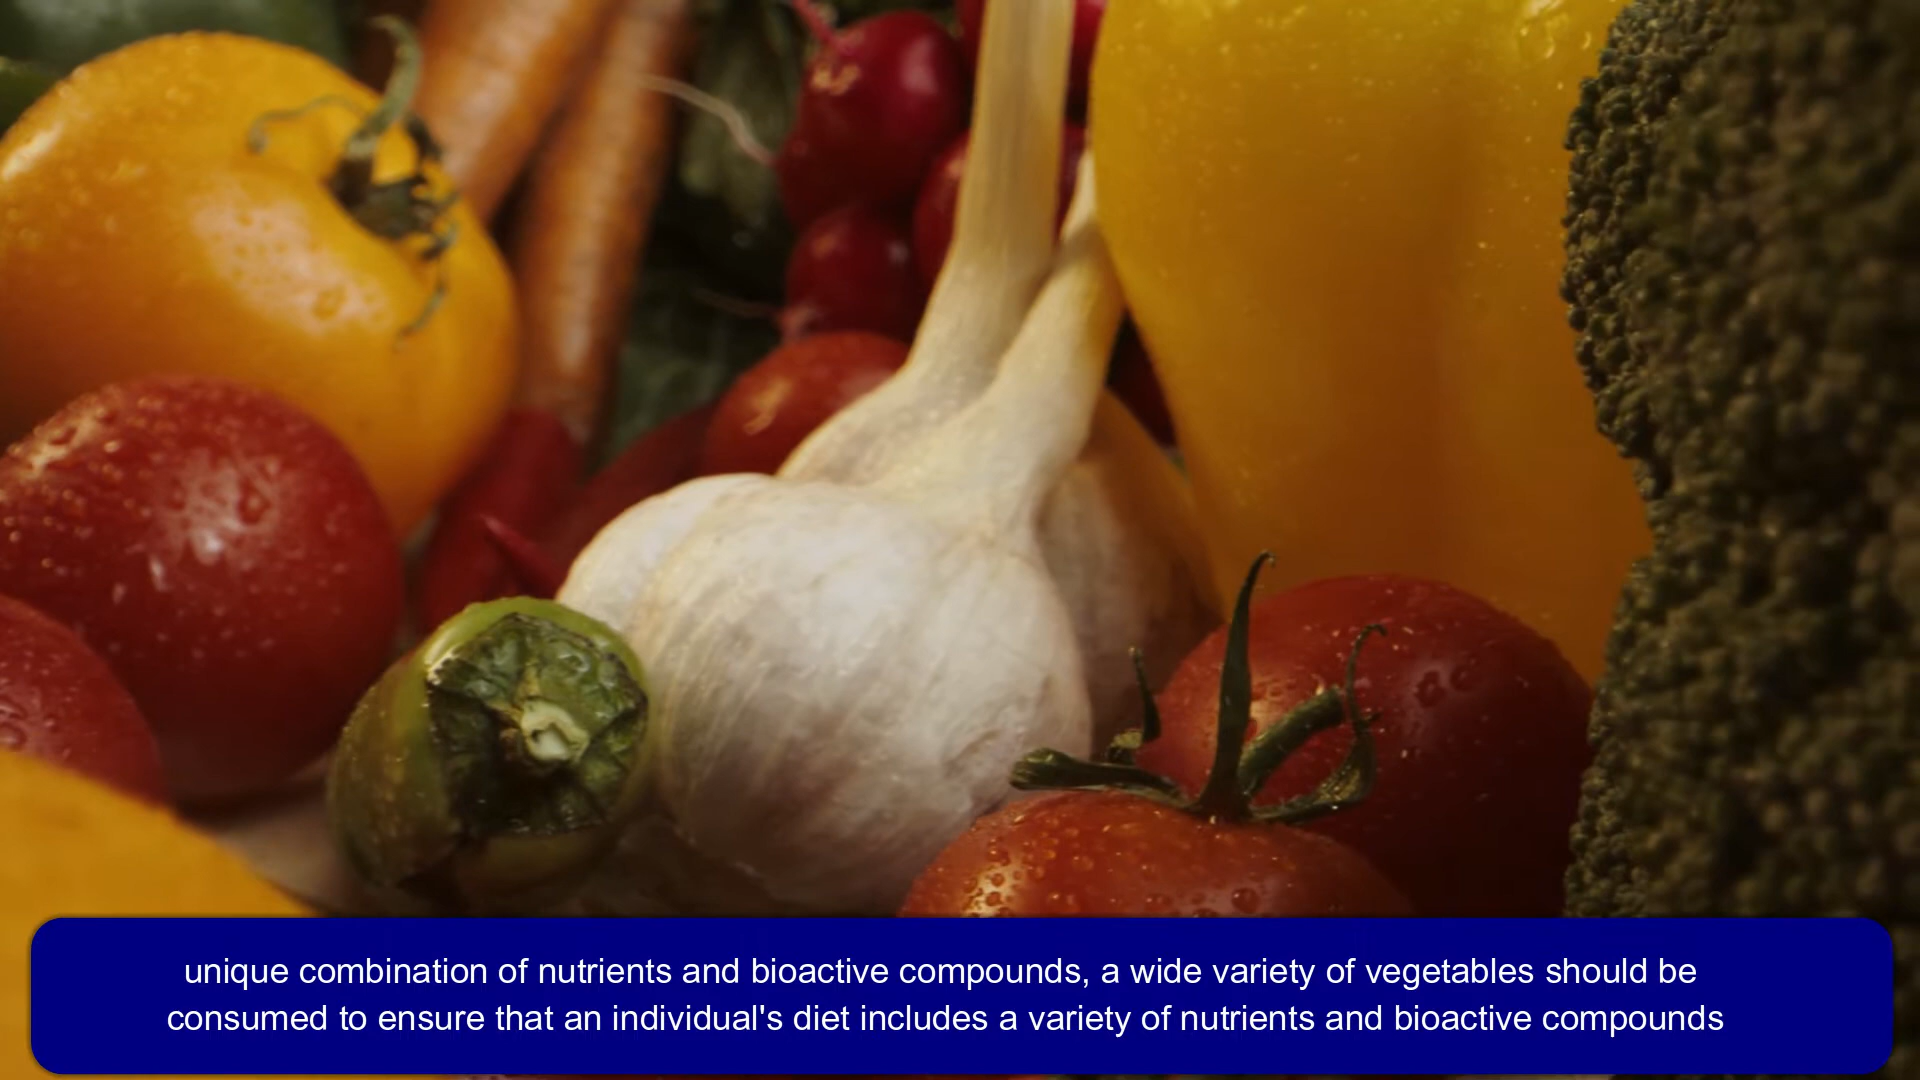 unique combination of nutrients and bioactive compounds, a wide variety of vegetables should be
consumed to ensure that an individual's diet includes a variety of nutrients and bioactive compounds